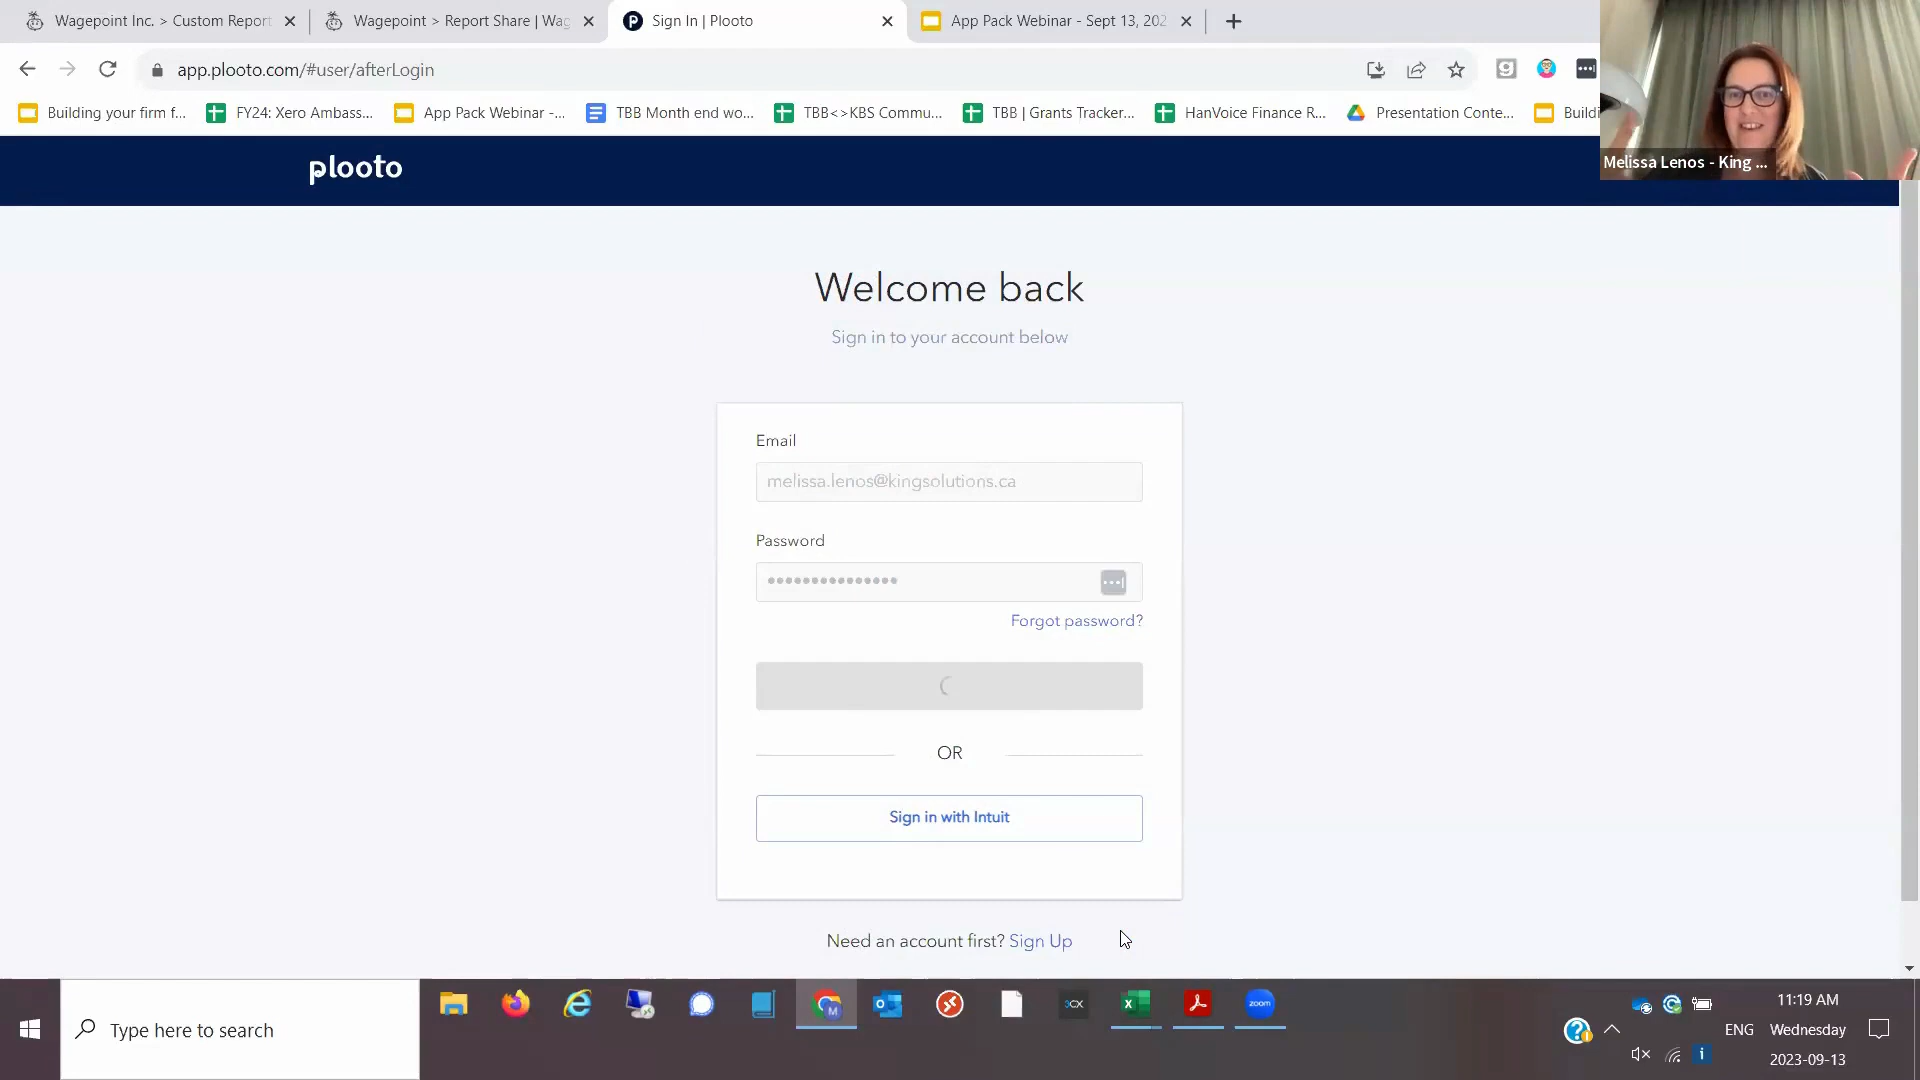 Wagepoint Inc. > Custom Report
Wagepoint > Report Share | Wag
Sign In | Plooto
App Pack Webinar - Sept 13, 202
app.plooto.com/#user/afterLogin
Building your firm f...
FY24: Xero Ambass...
App Pack Webinar -...
TBB Month end wo...
TBB<>KBS Commu...
TBB | Grants Tracker...
HanVoice Finance R...
Presentation Conte...
Buildi
Melissa Lenos - King ...
plooto
Welcome back
Sign in to your account below
Email
melissa.lenos@kingsolutions.ca
Password
Forgot password?
OR
Sign in with Intuit
Need an account first? Sign Up
Type here to search
3CX
zoom
ENG
11:19 AM
Wednesday
2023-09-13